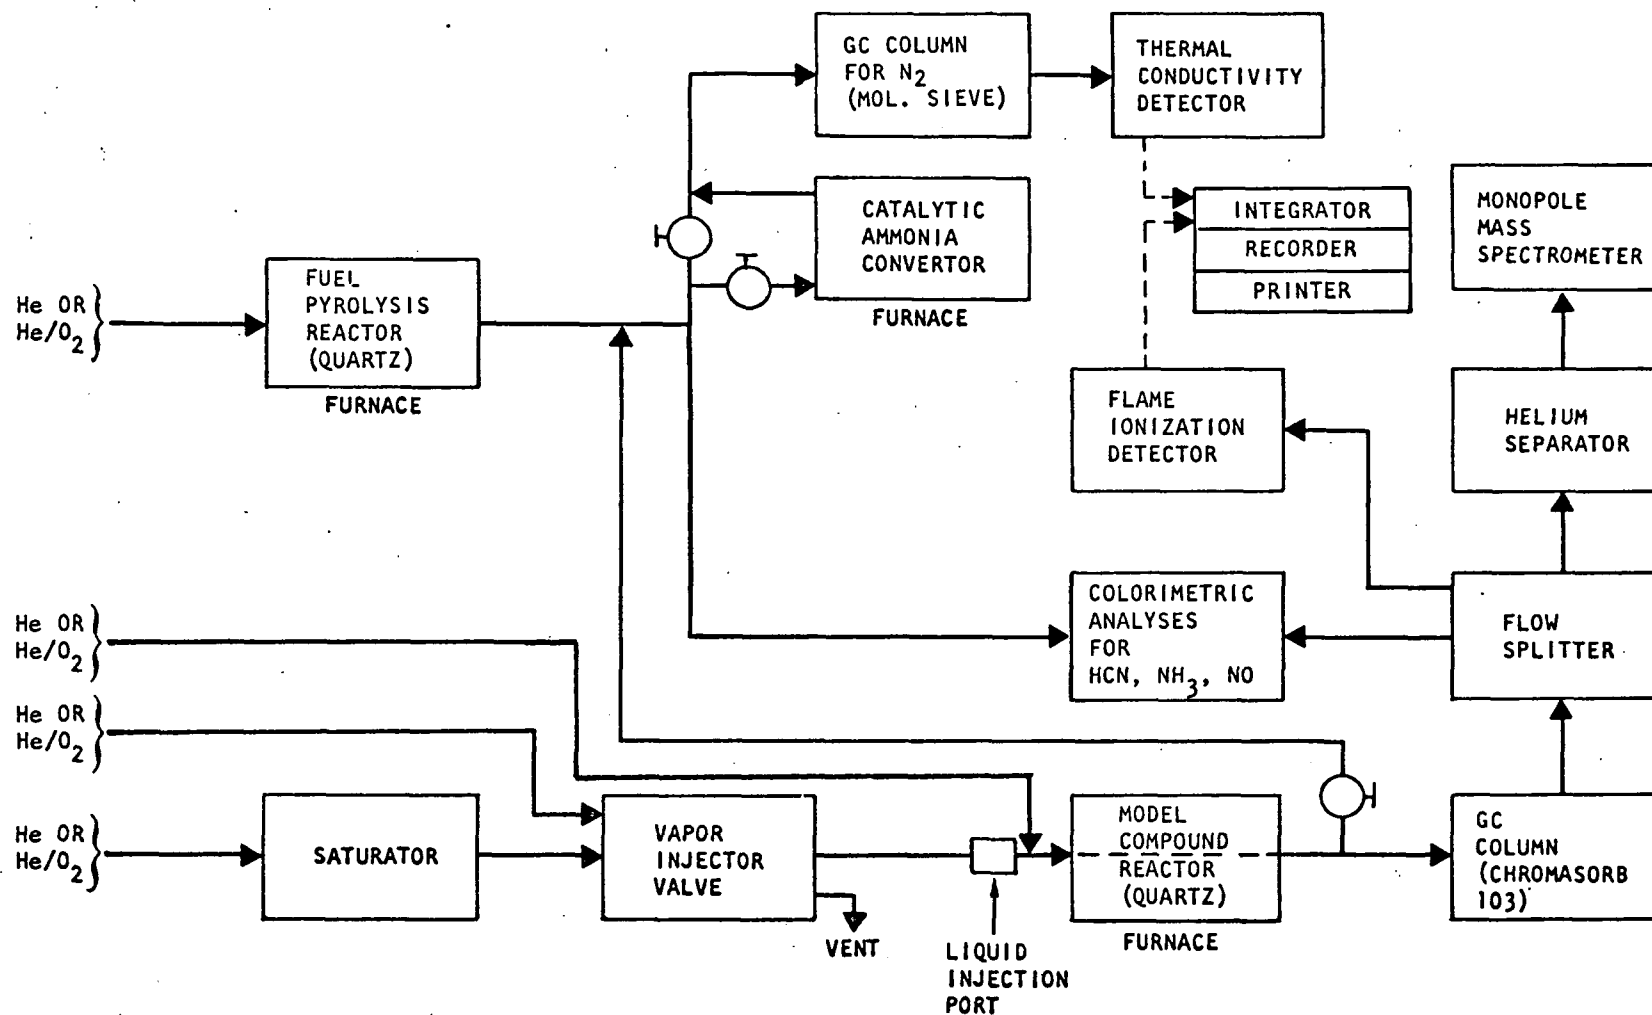 GC COLUMN
FOR N2
(MOL. SIEVE)
THERMAL
CONDUCTIVITY
DETECTOR
CATALYTIC
AMMONIA
CONVERTOR
FURNACE
INTEGRATOR
RECORDER
PRINTER
MONOPOLE
MASS
SPECTROMETER
He OR
He/O2
FUEL
PYROLYSIS
REACTOR
(QUARTZ)
FURNACE
FLAME
IONIZATION
DETECTOR
HELIUM
SEPARATOR
He OR
He/O2
COLORIMETRIC
ANALYSES
FOR
HCN, NH3, NO
FLOW
SPLITTER
He OR
He/O2
He OR
He/O2
SATURATOR
VAPOR
INJECTOR
VALVE
VENT
LIQUID
INJECTION
PORT
MODEL
COMPOUND
REACTOR
(QUARTZ)
FURNACE
GC
COLUMN
(CHROMASORB
103)